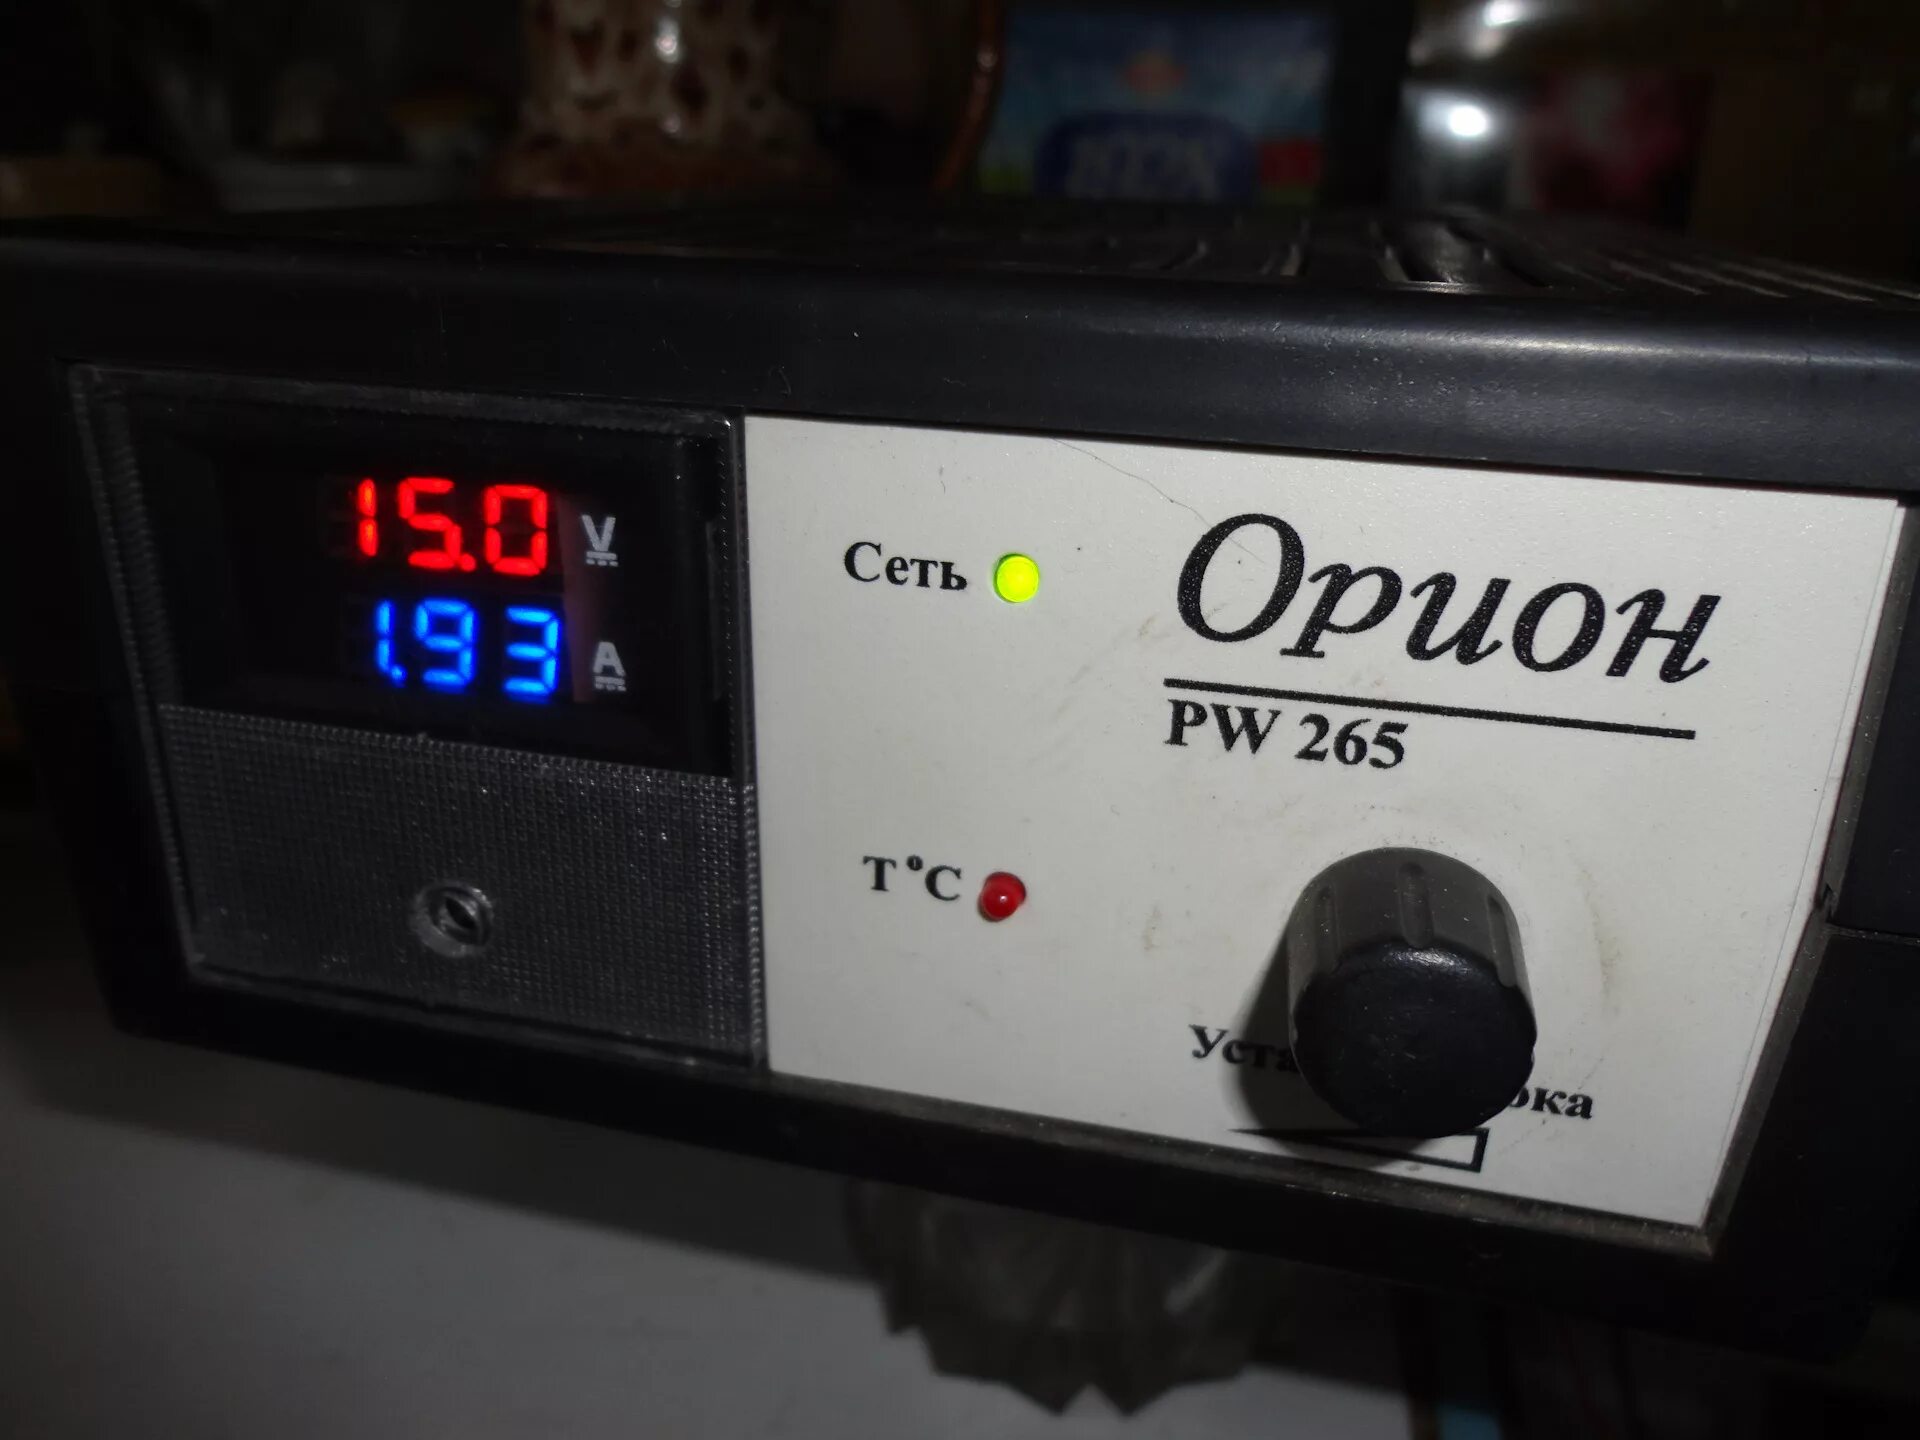 15.0 V
1.93 A
Сеть
Орион
PW 265
T°C